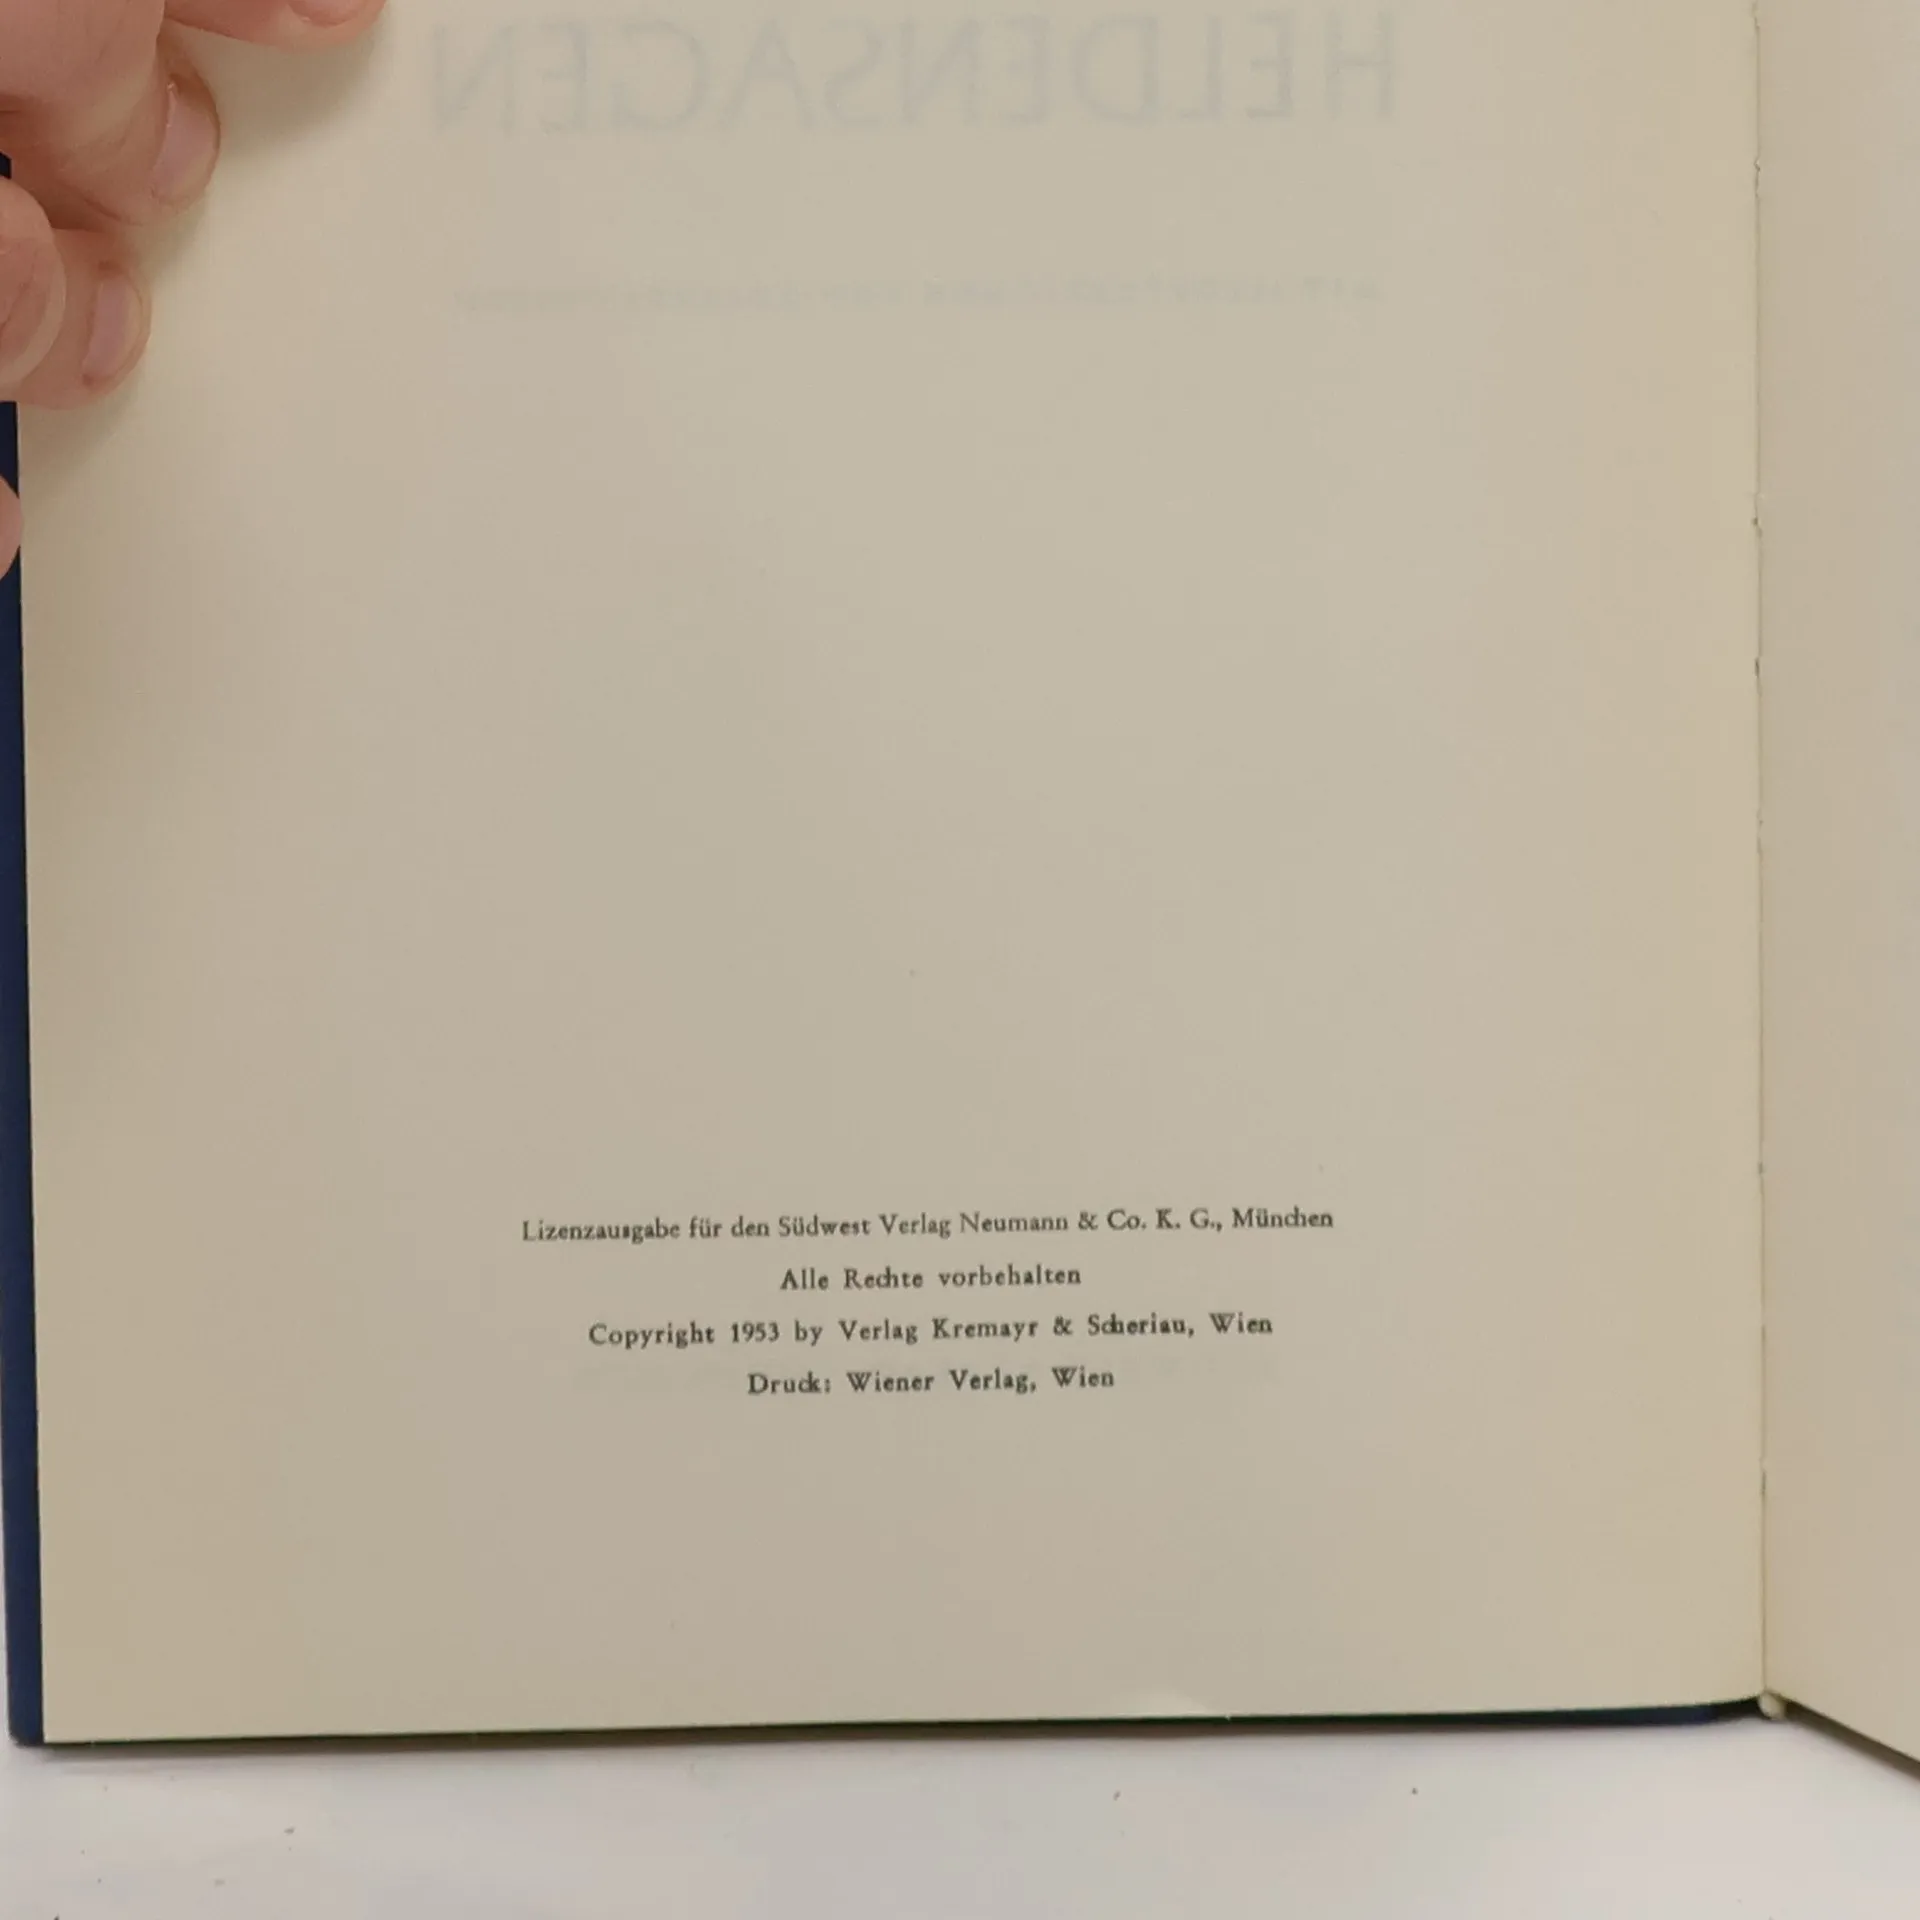 HELDENSAGEN
Lizenzausgabe für den Südwest Verlag Neumann & Co. K. G., München
Alle Rechte vorbehalten
Copyright 1953 by Verlag Kremayr & Scheriau, Wien
Druck: Wiener Verlag, Wien